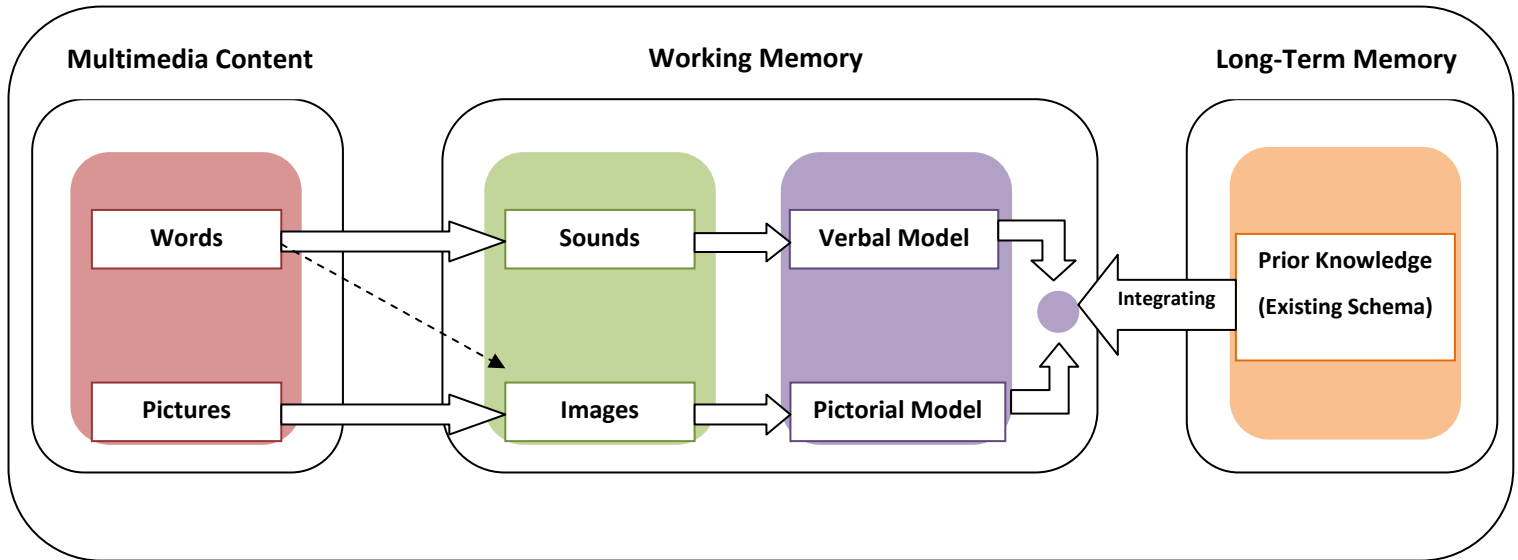 Multimedia Content
Working Memory
Long-Term Memory
Words
Sounds
Verbal Model
Prior Knowledge
(Existing Schema)
Integrating
Pictures
Images
Pictorial Model